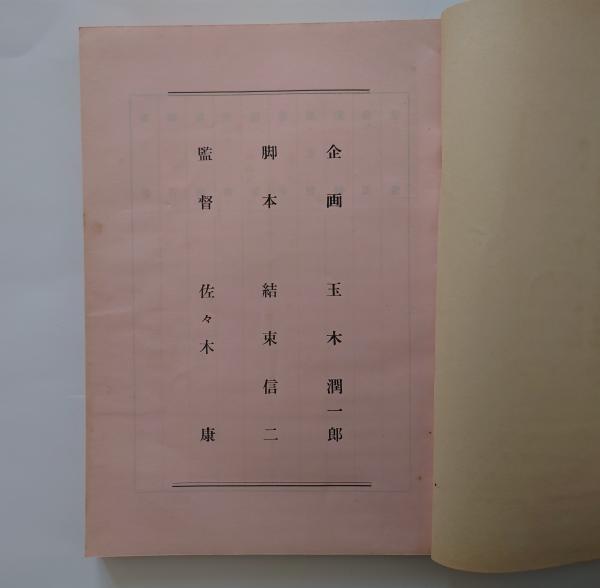 企画 玉木潤一郎
脚本 結束信二
監督 佐々木康